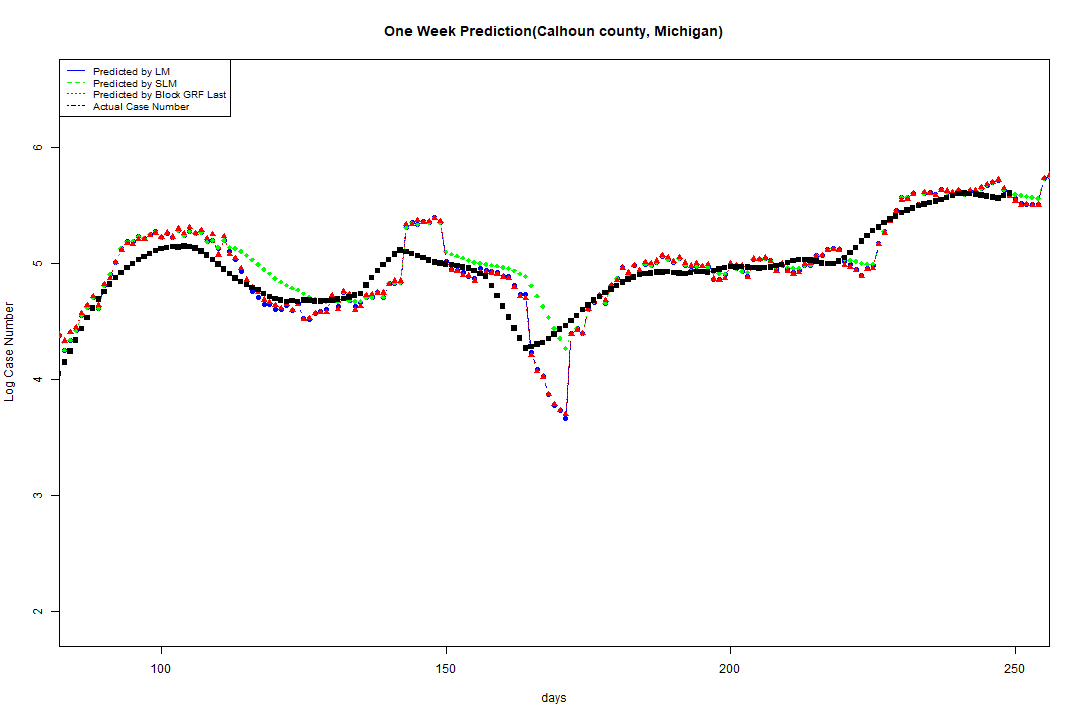 One Week Prediction(Calhoun county, Michigan)
Predicted by LM
Predicted by SLM
Predicted by Block GRF Last
Actual Case Number
6
5
4
3
2
Log Case Number
100 150 200 250
days